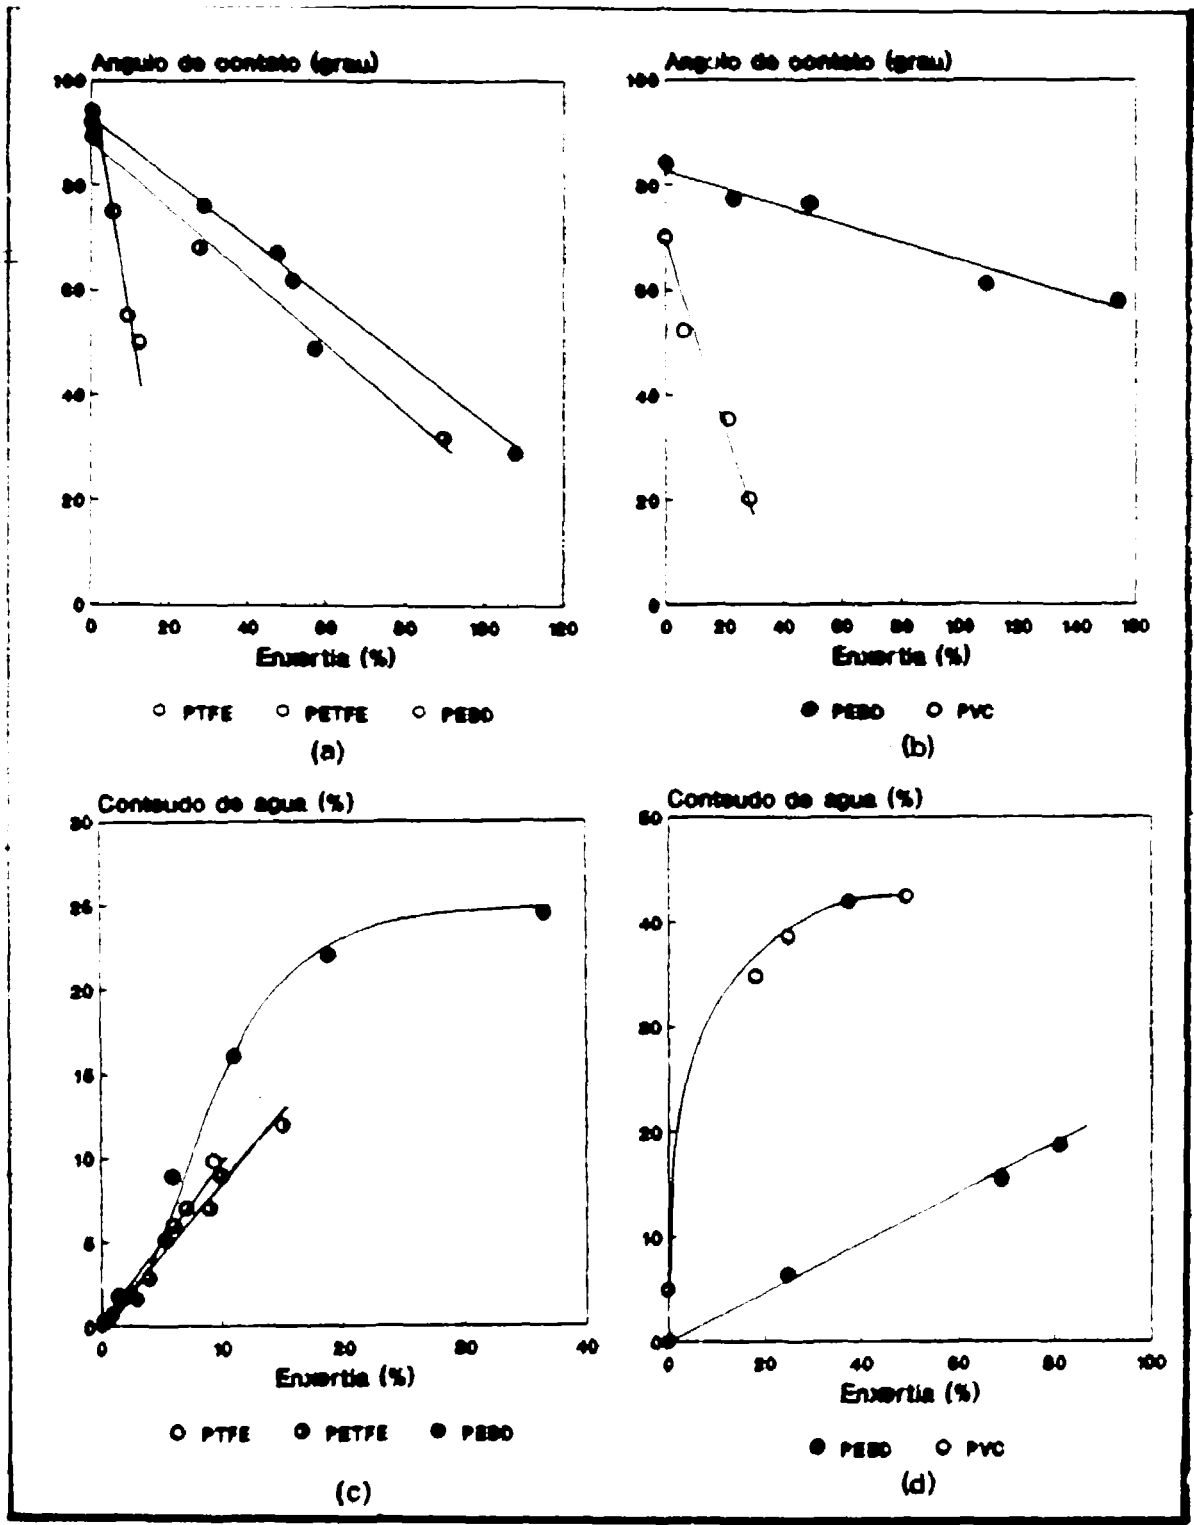 Angulo de contato (grau)
100
80
60
40
20
0
0 20 40 60 80 100 120
Enxertia (%)
PTFE PETFE PEBD
(a)
Angulo de contato (grau)
100
80
60
40
20
0
0 20 40 60 80 100 120 140 160
Enxertia (%)
PEBD PVC
(b)
Conteudo de agua (%)
30
25
20
15
10
5
0
0 10 20 30 40
Enxertia (%)
PTFE PETFE PEBD
(c)
Conteudo de agua (%)
50
40
30
20
10
0
0 20 40 60 80 100
Enxertia (%)
PEBD PVC
(d)